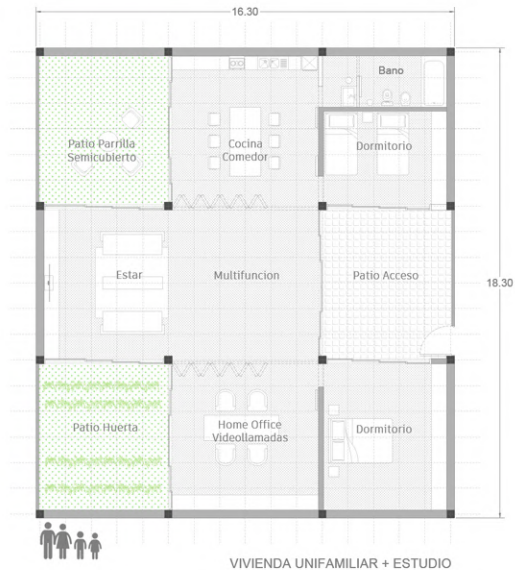 16.30
Bano
Patio Parrilla
Semicubierto
Cocina
Comedor
Dormitorio
Estar
Multifuncion
Patio Acceso
18.30
Patio Huerta
Home Office
Videollamadas
Dormitorio
VIVIENDA UNIFAMILIAR + ESTUDIO